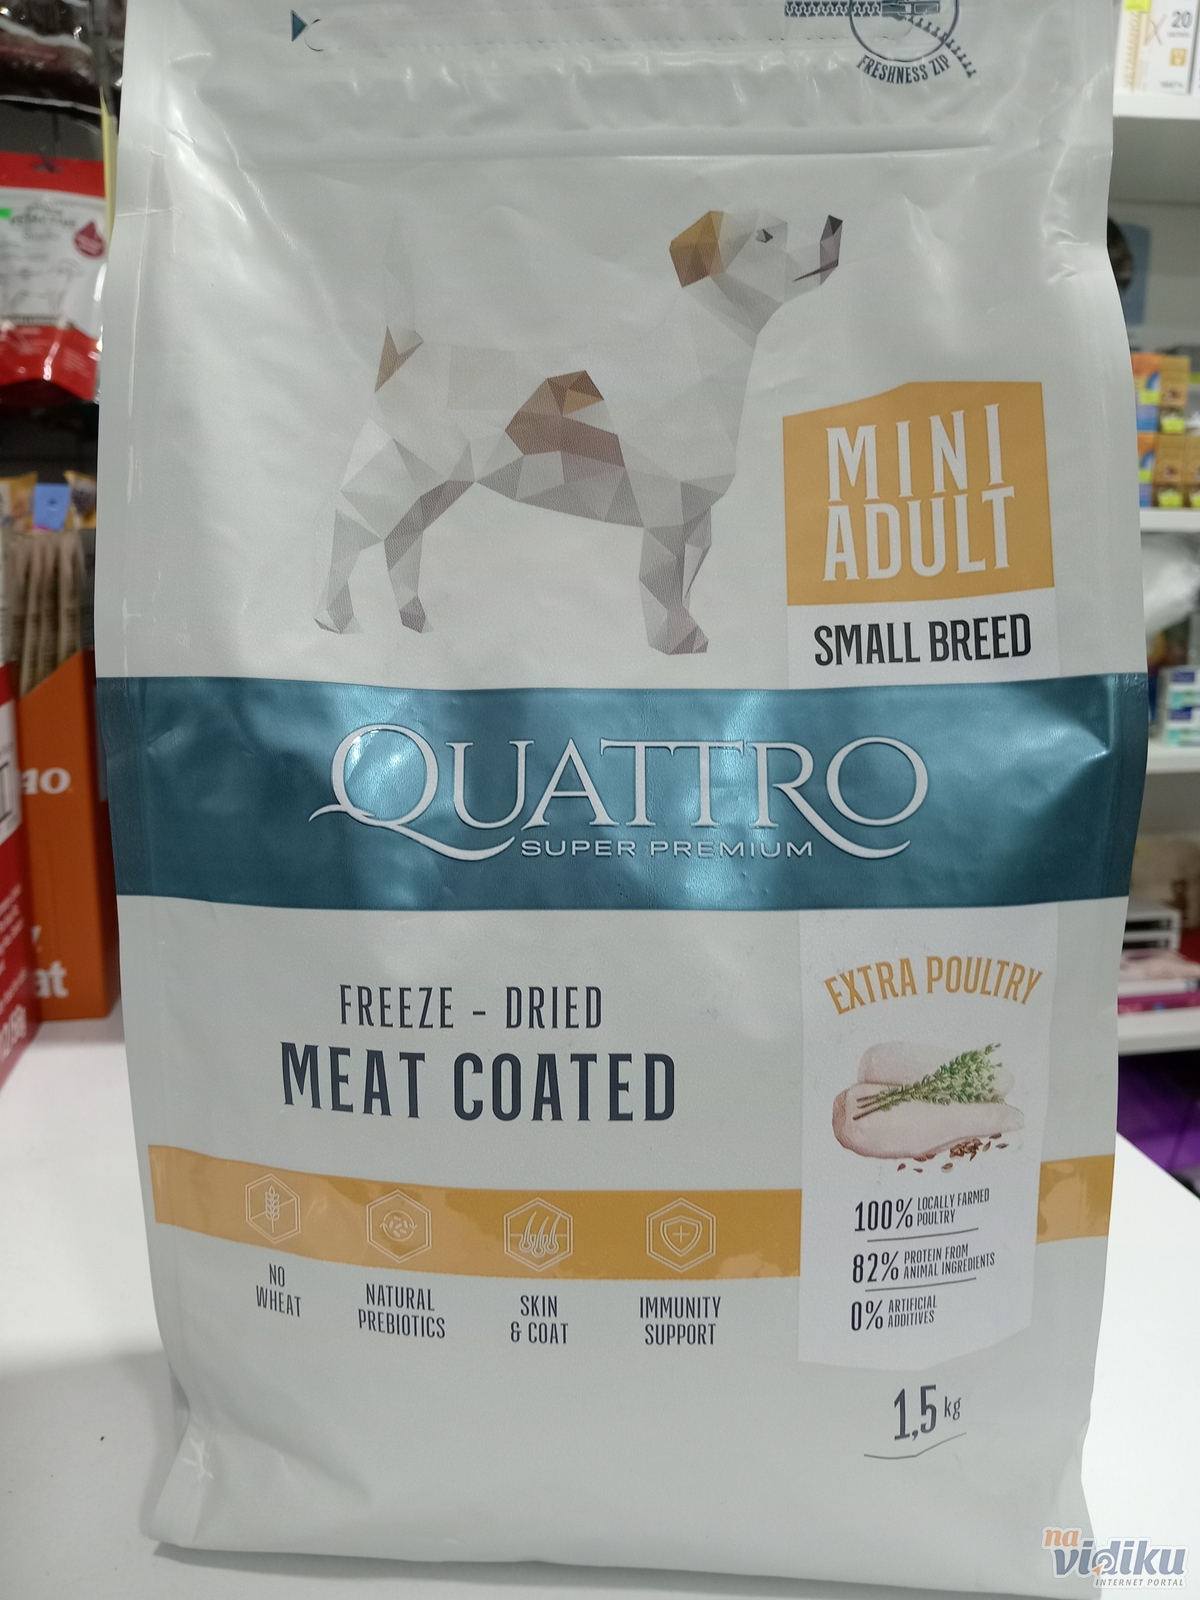 FRESHNESS ZIP
MINI
ADULT
SMALL BREED
QUATTRO
SUPER PREMIUM
FREEZE - DRIED
MEAT COATED
EXTRA POULTRY
NO
WHEAT
NATURAL
PREBIOTICS
SKIN
& COAT
IMMUNITY
SUPPORT
100% LOCALLY FARMED
POULTRY
82% PROTEIN FROM
ANIMAL INGREDIENTS
0% ARTIFICIAL
ADDITIVES
1,5 kg
20
at
na
vidiku
INTERNET PORTAL